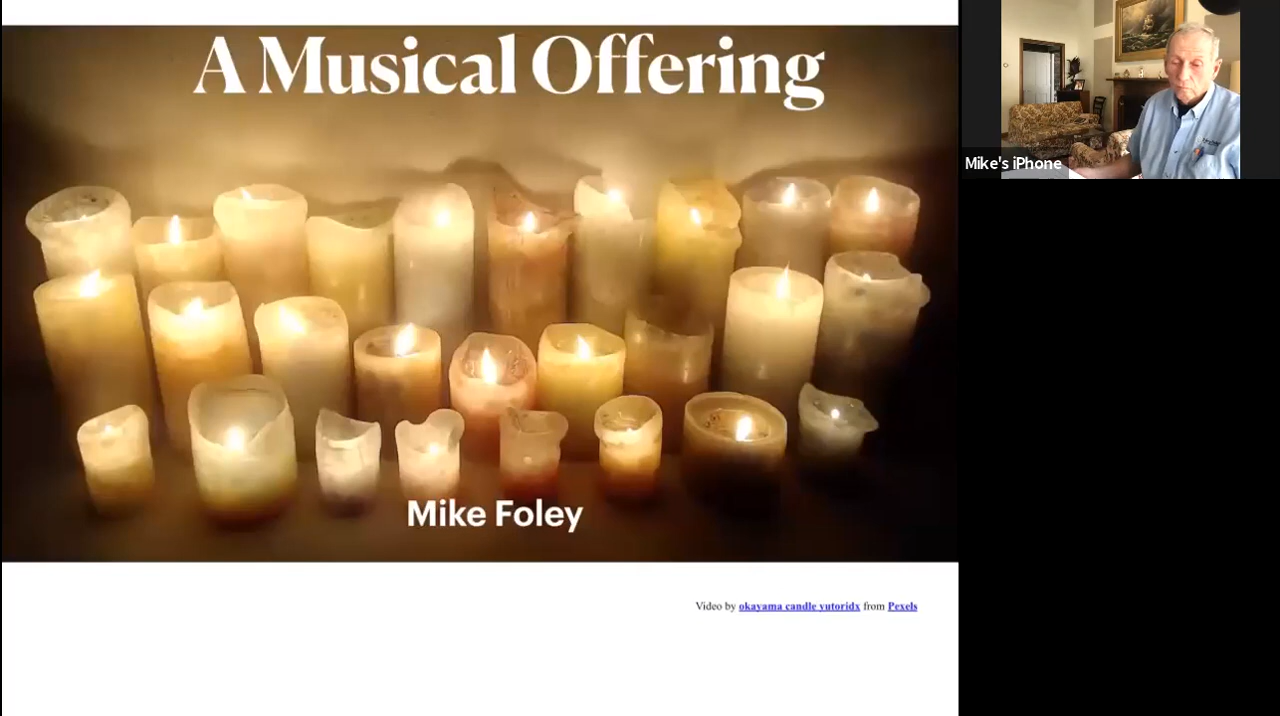 A Musical Offering
Mike's iPhone
Mike Foley
Video by okayama candle yutoridx from Pexels